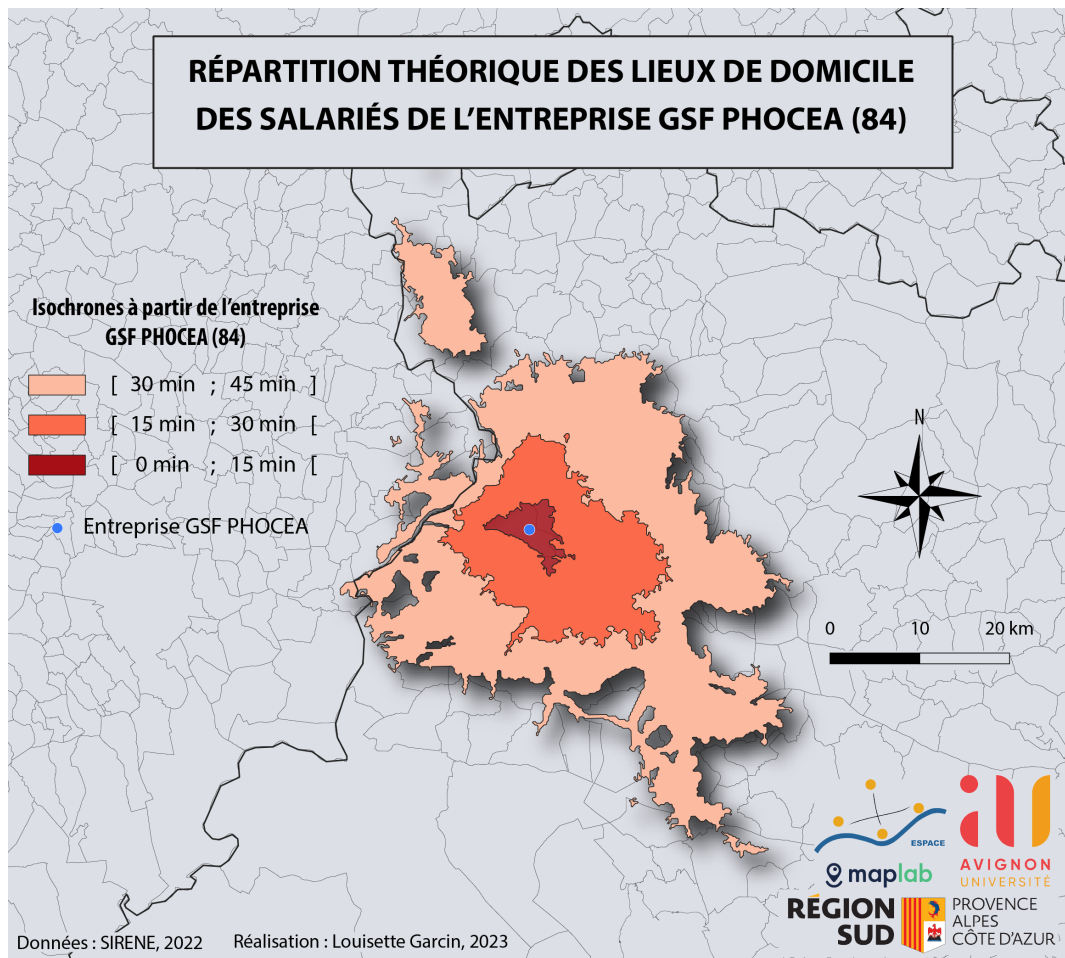 RÉPARTITION THÉORIQUE DES LIEUX DE DOMICILE
DES SALARIÉS DE L’ENTREPRISE GSF PHOCEA (84)
Isochrones à partir de l’entreprise
GSF PHOCEA (84)
[ 30 min ; 45 min ]
[ 15 min ; 30 min [
[ 0 min ; 15 min [
Entreprise GSF PHOCEA
N
0 10 20 km
ESPACE
maplab
au
AVIGNON
UNIVERSITÉ
RÉGION
SUD
PROVENCE
ALPES
CÔTE D’AZUR
Données : SIRENE, 2022 Réalisation : Louisette Garcin, 2023